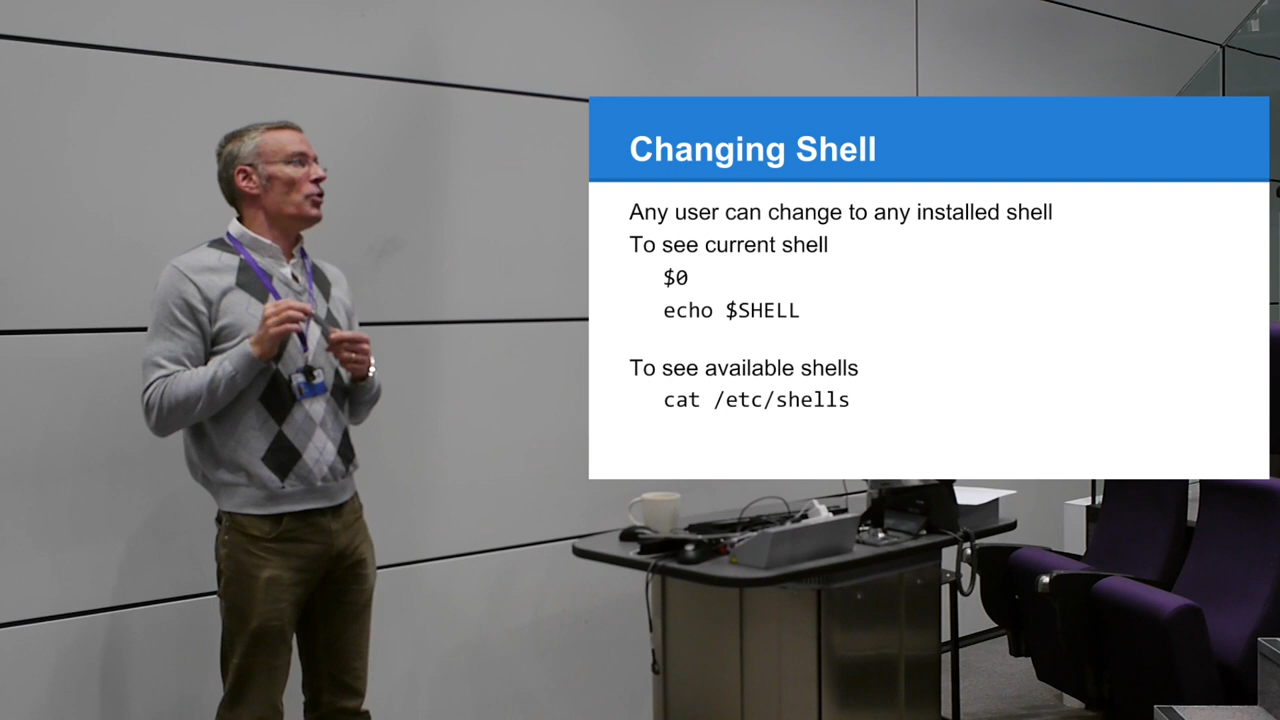 Changing Shell
Any user can change to any installed shell
To see current shell
$0
echo $SHELL
To see available shells
cat /etc/shells